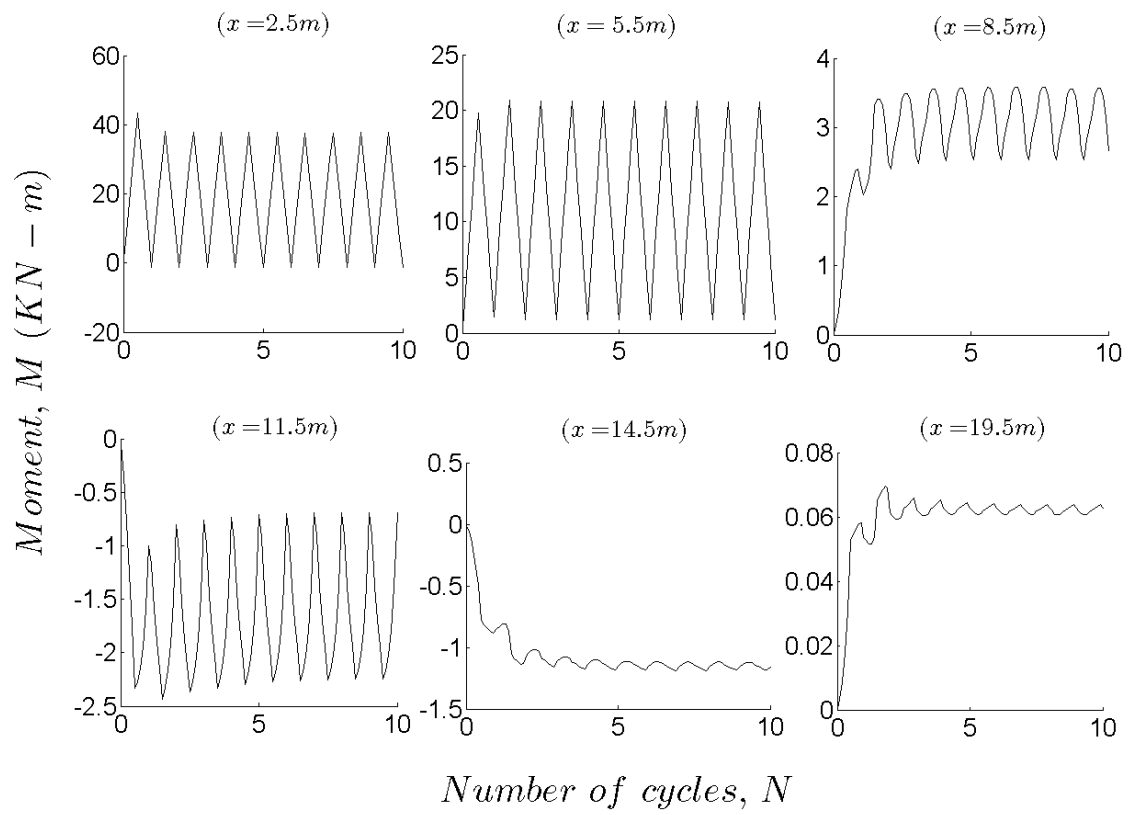 (x =2.5m) (x = 5.5m) (x =8.5m)
60 25 4
40 20 3
20 15 2
0 10 1
-20 5 0
0
0 5 10 0 5 10 0 5 10
Moment, M (KN − m)
(x =11.5m) (x =14.5m) (x =19.5m)
0 0.5 0.08
-0.5 0 0.06
-1 -0.5 0.04
-1.5 -1 0.02
-2 -1.5 0
-2.5
0 5 10 0 5 10 0 5 10
Number of cycles, N